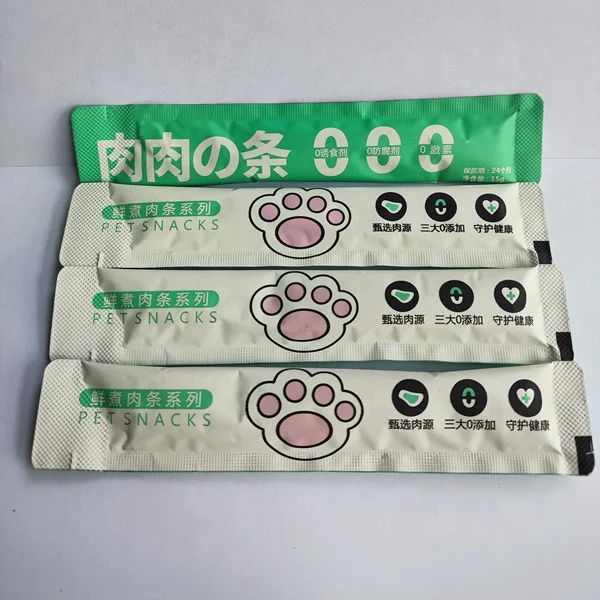 肉肉の条 0 0 0
0诱食剂 0防腐剂 0 激素
保质期：24个月
净含量：15g
鲜煮肉条系列
PETSNACKS
甄选肉源 三大0添加 守护健康
鲜煮肉条系列
PETSNACKS
甄选肉源 三大0添加 守护健康
鲜煮肉条系列
PETSNACKS
甄选肉源 三大0添加 守护健康